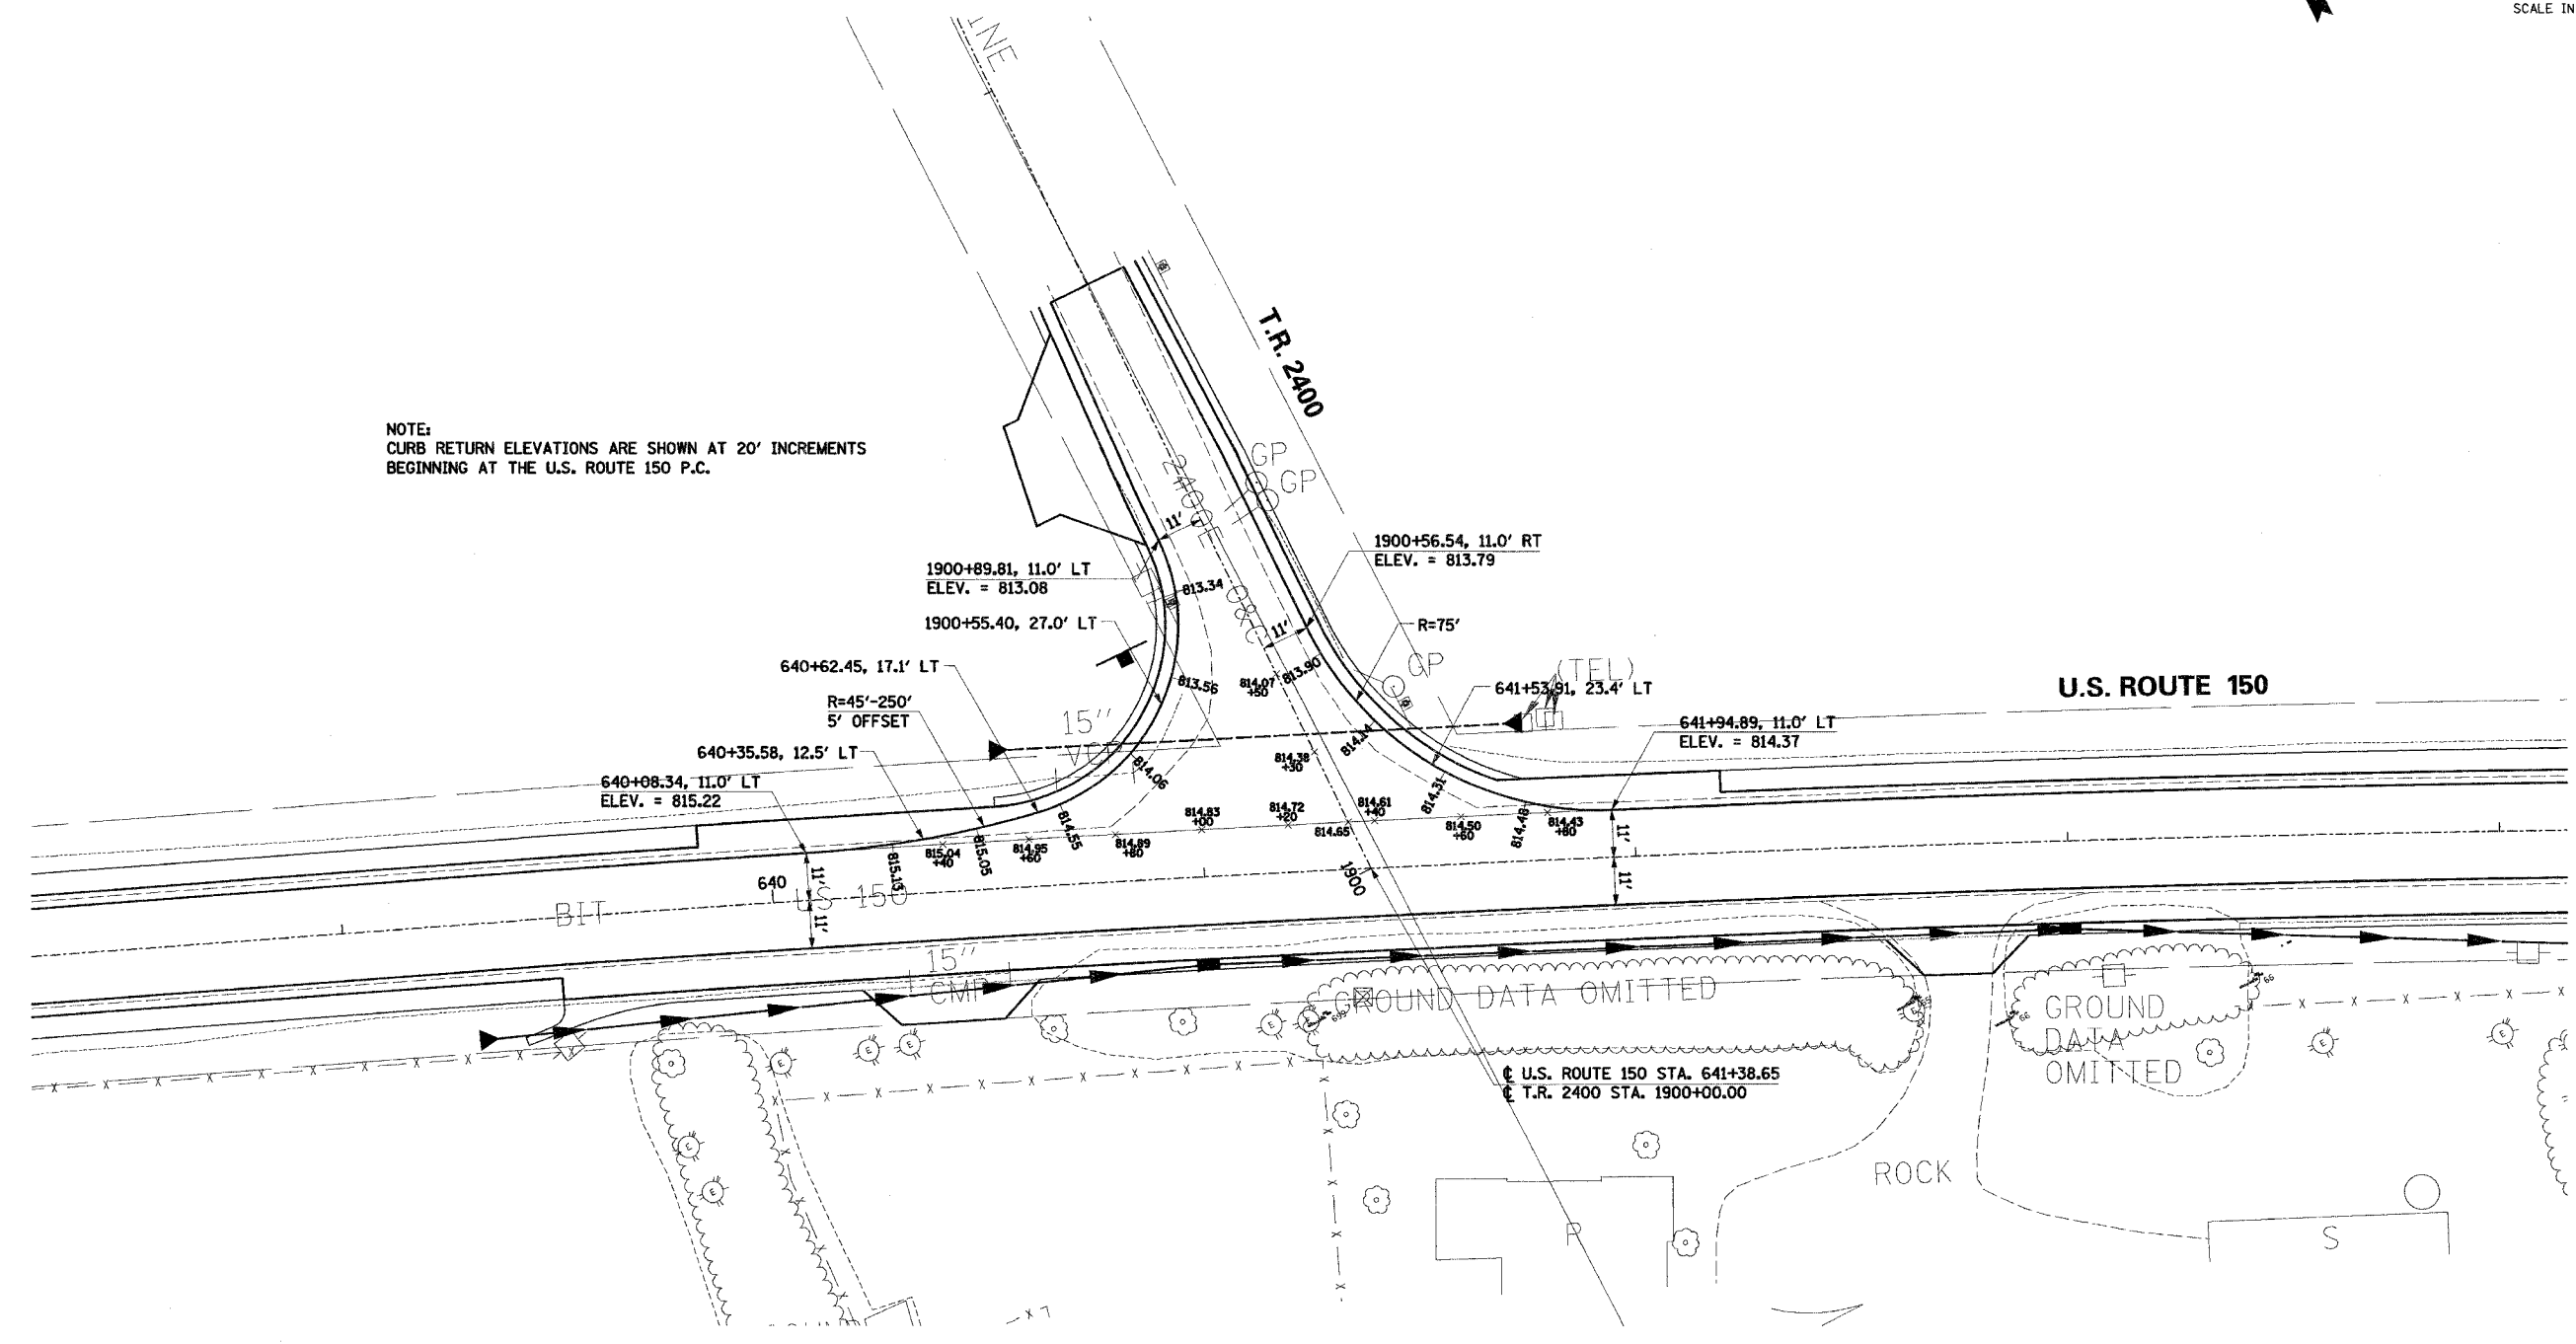 SCALE IN
INE
T.R. 2400
NOTE:
CURB RETURN ELEVATIONS ARE SHOWN AT 20' INCREMENTS
BEGINNING AT THE U.S. ROUTE 150 P.C.
GP
GP
2400E
O&C
11'
1900+56.54, 11.0' RT
ELEV. = 813.79
1900+89.81, 11.0' LT
ELEV. = 813.08
813.34
1900+55.40, 27.0' LT
11'
R=75'
640+62.45, 17.1' LT
GP
(TEL)
813.90
813.56
814.07
+50
641+53.91, 23.4' LT
U.S. ROUTE 150
R=45'-250'
5' OFFSET
15"
641+94.89, 11.0' LT
ELEV. = 814.37
640+35.58, 12.5' LT
814.14
814.38
+30
814.06
640+08.34, 11.0' LT
ELEV. = 815.22
814.31
814.55
814.83
+00
814.72
+20
814.65
814.61
+40
814.50
+60
814.48
814.43
+80
11'
11'
815.13
815.04
+40
815.05
814.95
+60
814.89
+80
1900
640
11'
11'
BIT
US 150
15"
CMP
GROUND DATA OMITTED
GROUND
DATA
OMITTED
℄ U.S. ROUTE 150 STA. 641+38.65
℄ T.R. 2400 STA. 1900+00.00
ROCK
R
S